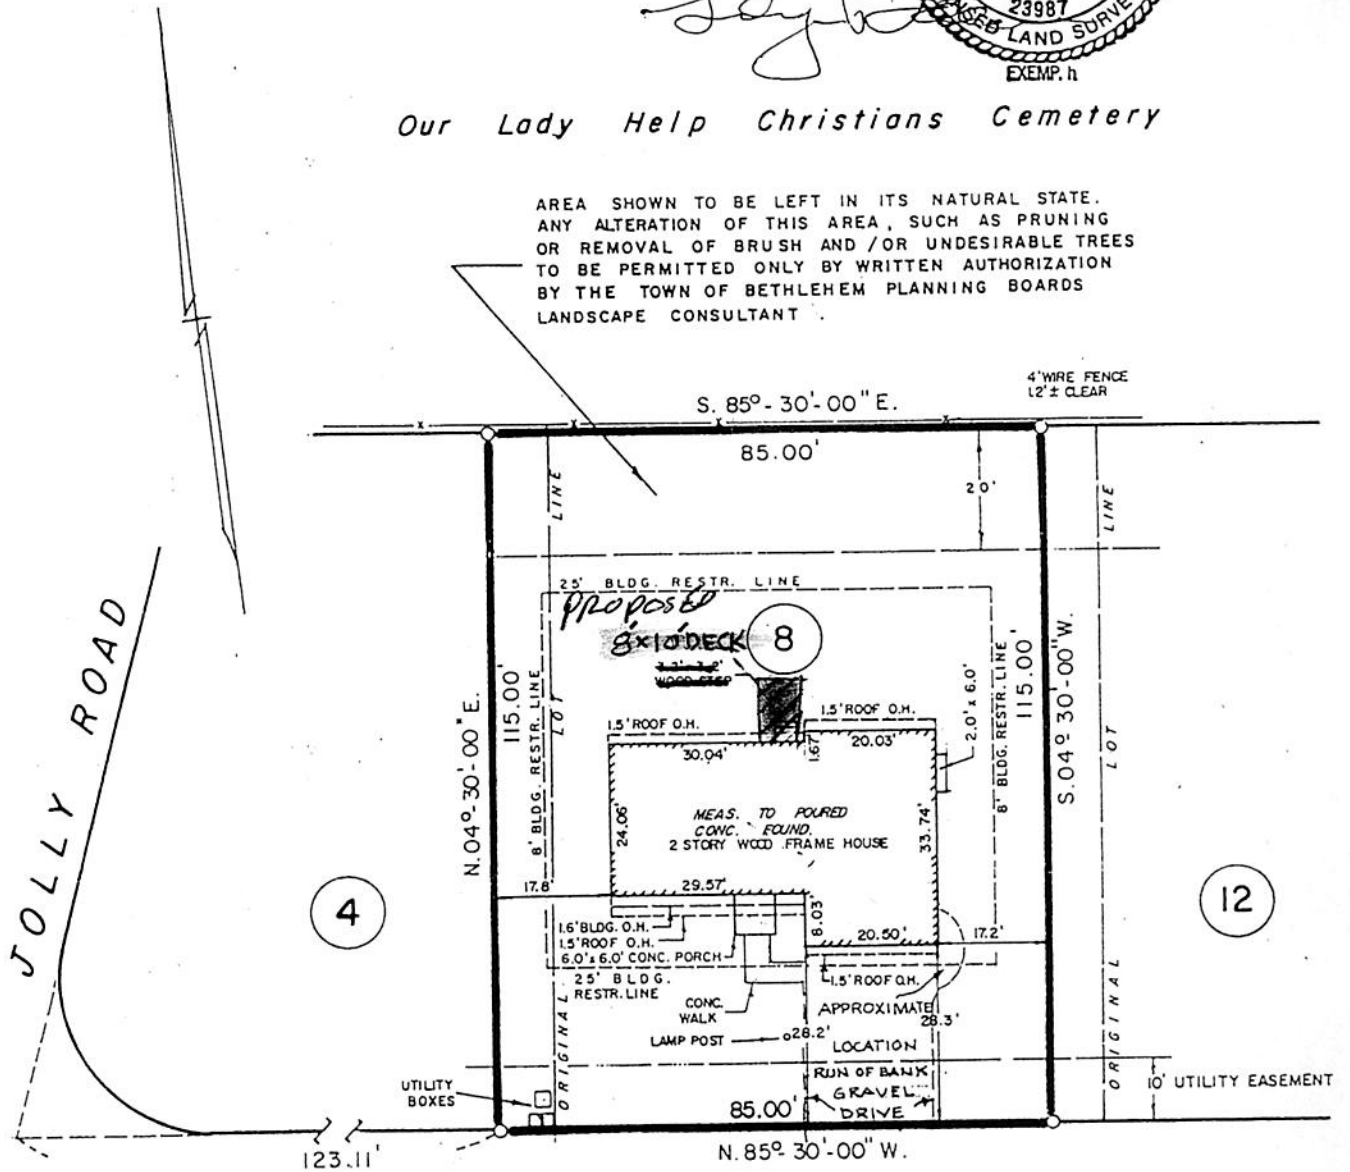 23987
LAND SURVE
EXEMP. h
Our Lady Help Christians Cemetery
AREA SHOWN TO BE LEFT IN ITS NATURAL STATE.
ANY ALTERATION OF THIS AREA, SUCH AS PRUNING
OR REMOVAL OF BRUSH AND / OR UNDESIRABLE TREES
TO BE PERMITTED ONLY BY WRITTEN AUTHORIZATION
BY THE TOWN OF BETHLEHEM PLANNING BOARDS
LANDSCAPE CONSULTANT .
4' WIRE FENCE
1.2' ± CLEAR
S. 85º-30'-00" E.
85.00'
20'
LINE
LINE
25' BLDG. RESTR. LINE
PROPOSED
8'x10' DECK
8
WOOD STEP
1.5' ROOF O.H.
1.5' ROOF O.H.
2.0' x 6.0'
30.04'
1.67'
20.03'
N.04º-30'-00" E.
115.00'
8' BLDG. RESTR. LINE
LOT
24.06'
MEAS. TO POURED
CONC. FOUND.
2 STORY WOOD FRAME HOUSE
33.74'
8' BLDG. RESTR. LINE
115.00'
S.04º 30'-00" W.
LOT
JOLLY ROAD
4
12
17.8'
29.57'
8.03'
20.50'
17.2'
1.6' BLDG. O.H.
1.5' ROOF O.H.
6.0' x 6.0' CONC. PORCH
25' BLDG.
RESTR. LINE
1.5' ROOF O.H.
CONC.
WALK
APPROXIMATE
28.3'
LAMP POST
28.2'
LOCATION
ORIGINAL
ORIGINAL
RUN OF BANK
GRAVEL
DRIVE
10' UTILITY EASEMENT
UTILITY
BOXES
85.00'
123.11'
N. 85º-30'-00" W.